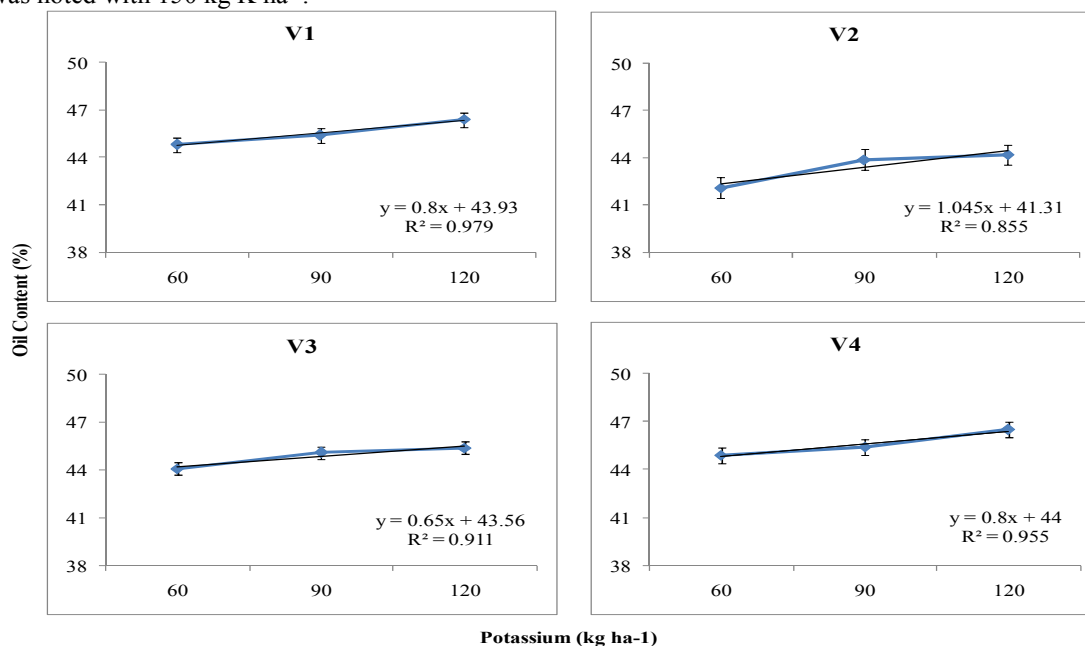 was noted with 150 kg K ha⁻¹.
V1
50
47
44
41
38
y = 0.8x + 43.93
R² = 0.979
60 90 120
V2
50
47
44
41
38
y = 1.045x + 41.31
R² = 0.855
60 90 120
Oil Content (%)
V3
50
47
44
41
38
y = 0.65x + 43.56
R² = 0.911
60 90 120
V4
50
47
44
41
38
y = 0.8x + 44
R² = 0.955
60 90 120
Potassium (kg ha-1)